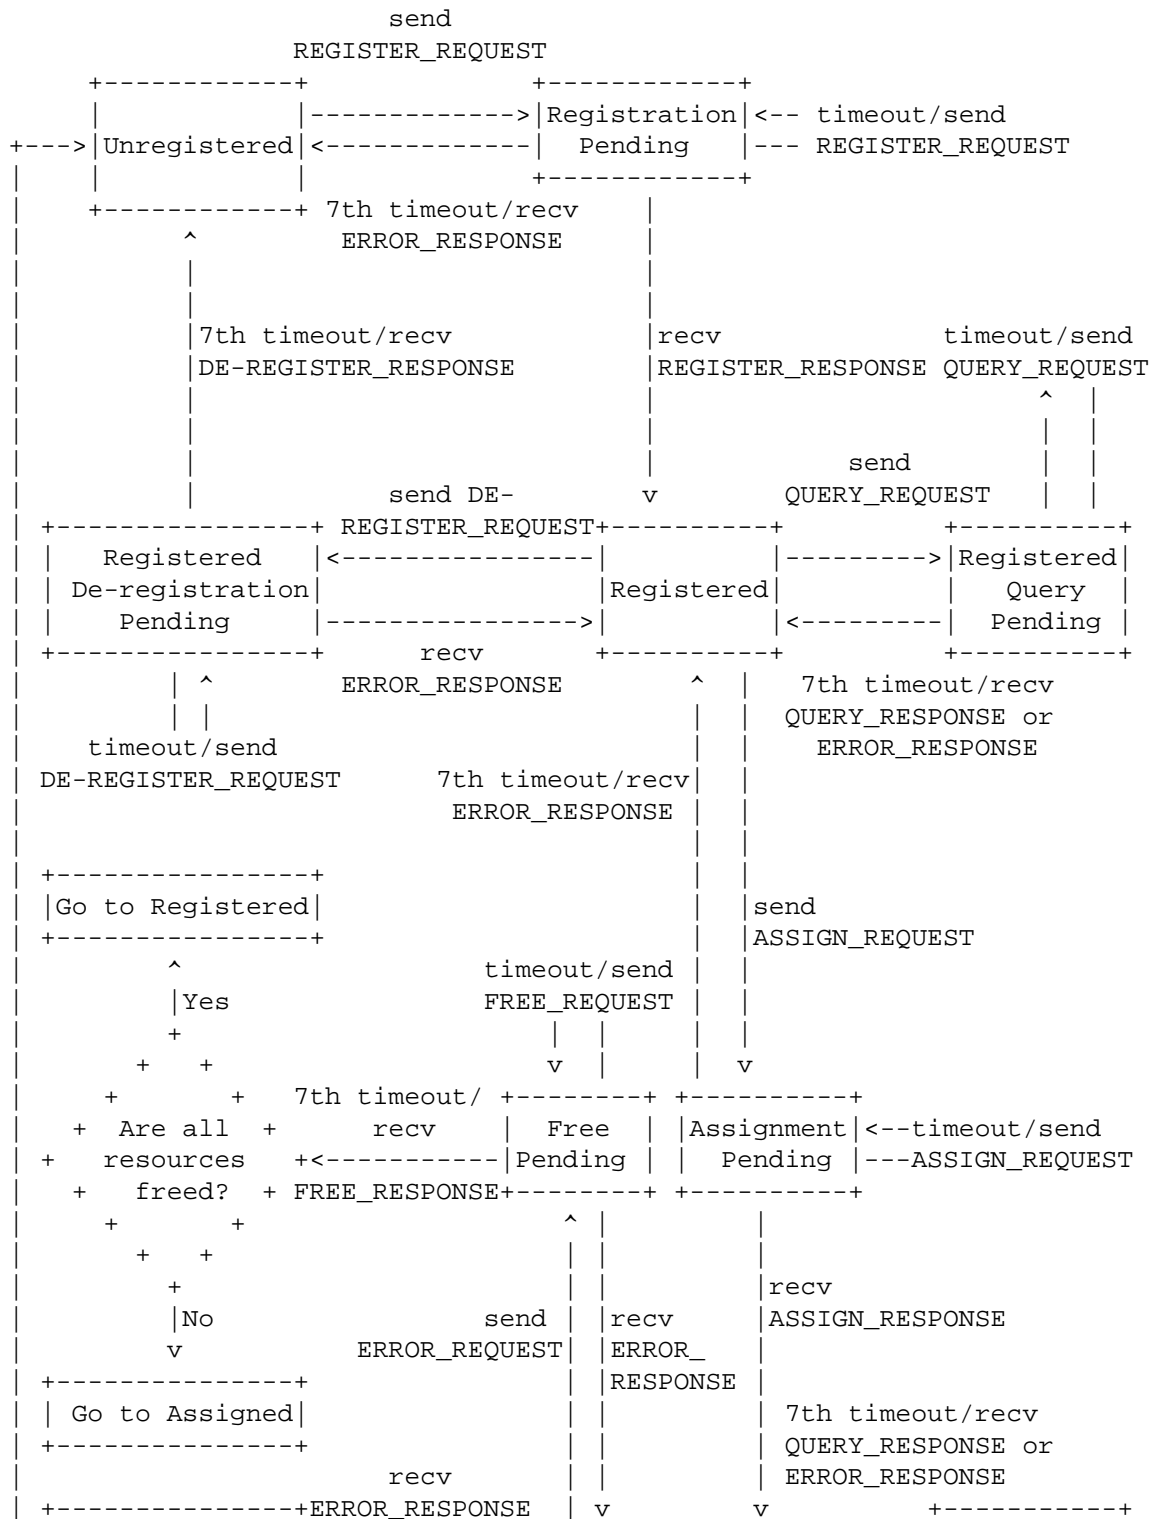 send
REGISTER_REQUEST
+------------+ +------------+
| |------------->|Registration|<-- timeout/send
+--->|Unregistered|<-------------| Pending |--- REGISTER_REQUEST
| | | +------------+
| +------------+ 7th timeout/recv |
| ^ ERROR_RESPONSE |
| | |
| | |
| |7th timeout/recv |recv timeout/send
| |DE-REGISTER_RESPONSE |REGISTER_RESPONSE QUERY_REQUEST
| | | ^ |
| | | | |
| | | send | |
| | send DE- v QUERY_REQUEST | |
| +----------------+ REGISTER_REQUEST+----------+ +----------+
| | Registered |<----------------| |--------->|Registered|
| | De-registration| |Registered| | Query |
| | Pending |---------------->| |<---------| Pending |
| +----------------+ recv +----------+ +----------+
| | ^ ERROR_RESPONSE ^ | 7th timeout/recv
| | | | | QUERY_RESPONSE or
| timeout/send | | ERROR_RESPONSE
| DE-REGISTER_REQUEST 7th timeout/recv| |
| ERROR_RESPONSE | |
| | |
| +----------------+ | |
| |Go to Registered| | |send
| +----------------+ | |ASSIGN_REQUEST
| ^ timeout/send | |
| |Yes FREE_REQUEST | |
| + | | | |
| + + v | | v
| + + 7th timeout/ +--------+ +----------+
| + Are all + recv | Free | |Assignment|<--timeout/send
| + resources +<-----------|Pending | | Pending |---ASSIGN_REQUEST
| + freed? + FREE_RESPONSE+--------+ +----------+
| + + ^ | |
| + + | | |
| + | | |recv
| |No send | |recv |ASSIGN_RESPONSE
| v ERROR_REQUEST| |ERROR_ |
| +---------------+ | |RESPONSE |
| | Go to Assigned| | | | 7th timeout/recv
| +---------------+ | | | QUERY_RESPONSE or
| recv | | | ERROR_RESPONSE
| +---------------+ERROR_RESPONSE | v v +-----------+